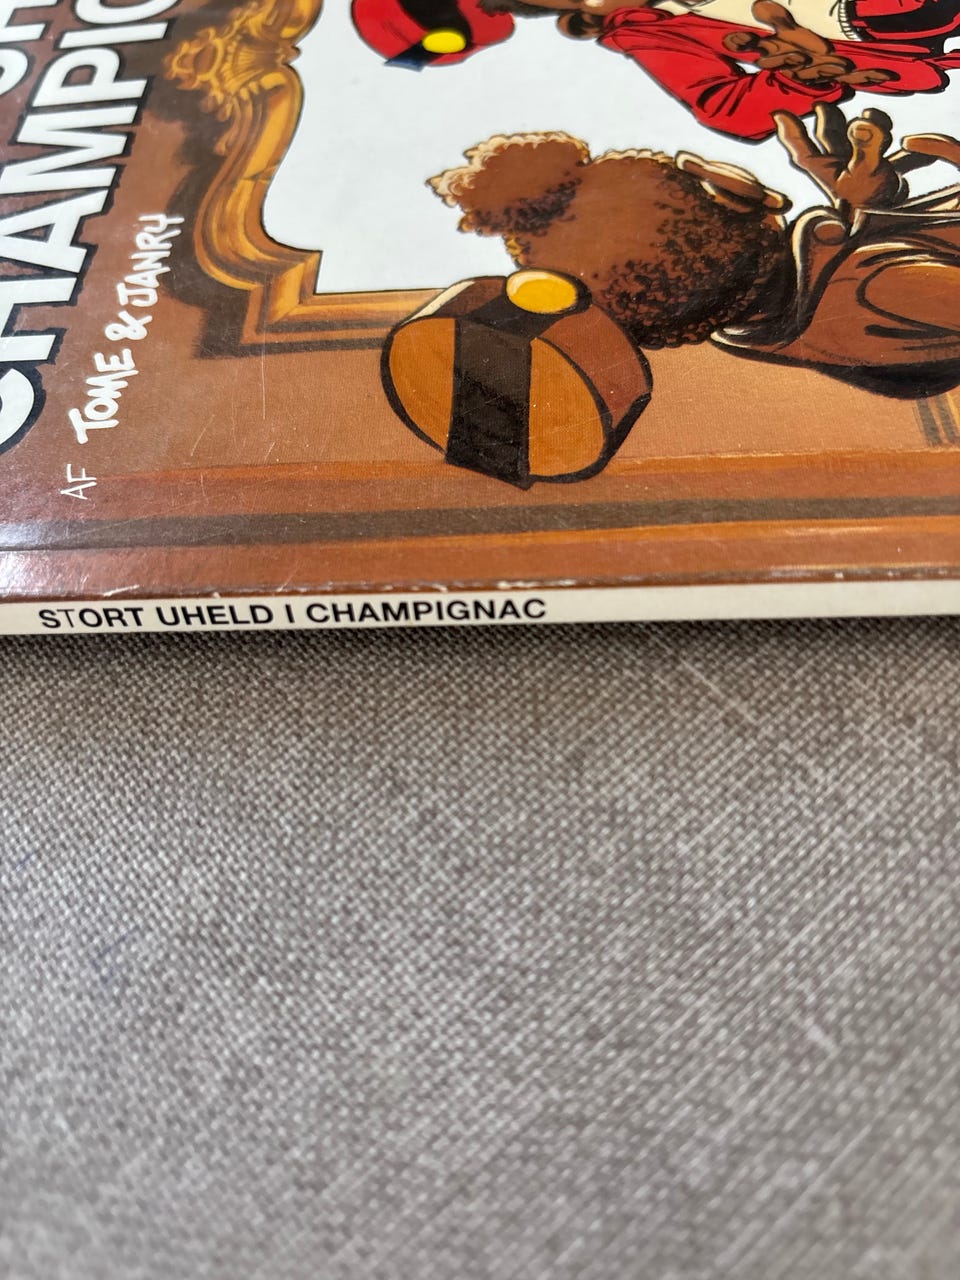 CHAMPIG
AF TOME & JANRY
STORT UHELD I CHAMPIGNAC